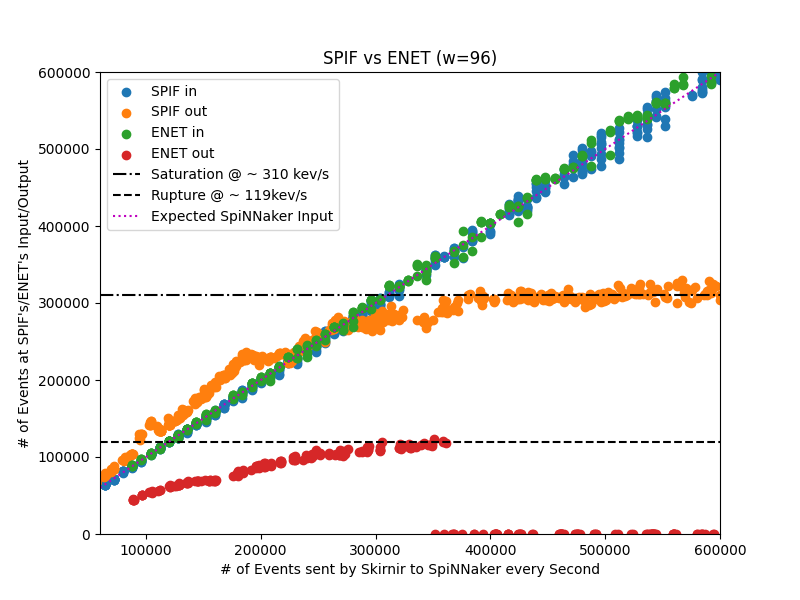 SPIF vs ENET (w=96)
SPIF in
SPIF out
ENET in
ENET out
Saturation @ ~ 310 kev/s
Rupture @ ~ 119kev/s
Expected SpiNNaker Input
# of Events at SPIF's/ENET's Input/Output
600000
500000
400000
300000
200000
100000
0
100000 200000 300000 400000 500000 600000
# of Events sent by Skirnir to SpiNNaker every Second